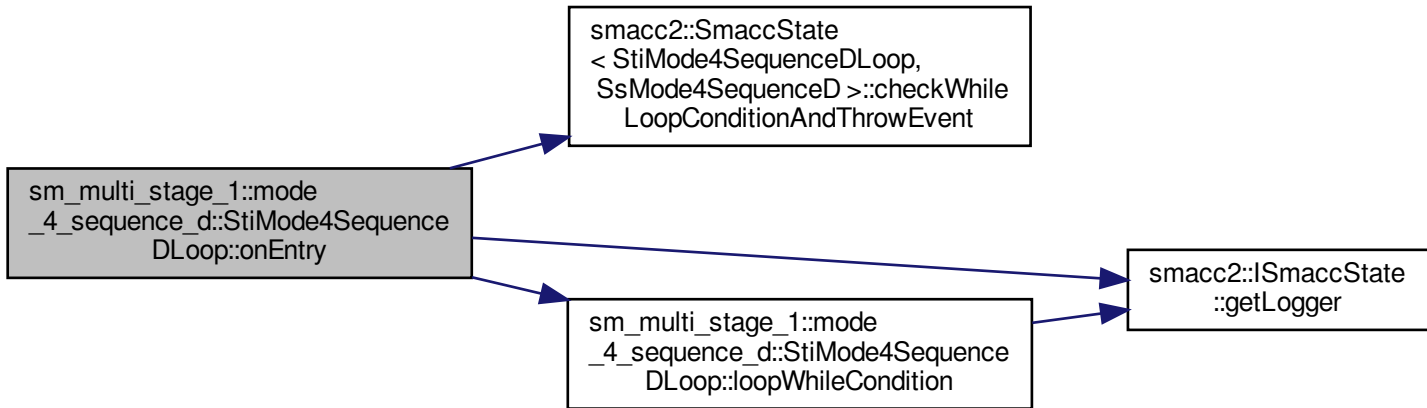 smacc2::SmaccState
< StiMode4SequenceDLoop,
SsMode4SequenceD >::checkWhile
LoopConditionAndThrowEvent
sm_multi_stage_1::mode
_4_sequence_d::StiMode4Sequence
DLoop::onEntry
smacc2::ISmaccState
::getLogger
sm_multi_stage_1::mode
_4_sequence_d::StiMode4Sequence
DLoop::loopWhileCondition